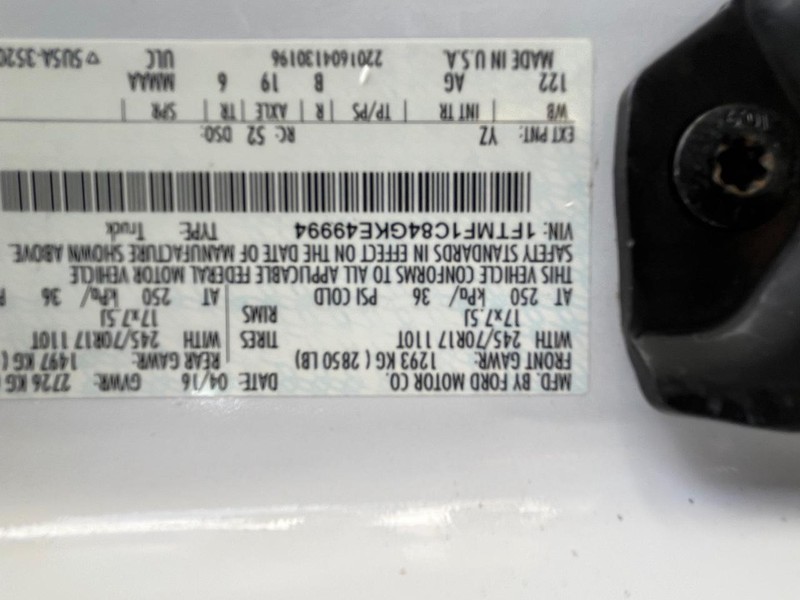 MFD. BY FORD MOTOR CO. DATE: 04/16 GVWR: 2726 KG
FRONT GAWR: 1293 KG ( 2850 LB) REAR GAWR: 1497 KG (
WITH 245/70R17 110T TIRES WITH 245/70R17 110T
17x7.5J RIMS 17x7.5J
AT 250 kPa/ 36 PSI COLD AT 250 kPa/ 36
THIS VEHICLE CONFORMS TO ALL APPLICABLE FEDERAL MOTOR VEHICLE
SAFETY STANDARDS IN EFFECT ON THE DATE OF MANUFACTURE SHOWN ABOVE.
VIN: 1FTMF1C84GKE49994 TYPE: Truck
EXT PNT: YZ RC: 52 DSO:
WB | INT TR | TP/PS | R | AXLE | TR | SPR
122 AG B 19 6 MMAA
MADE IN U.S.A. 2201604130196 ULC